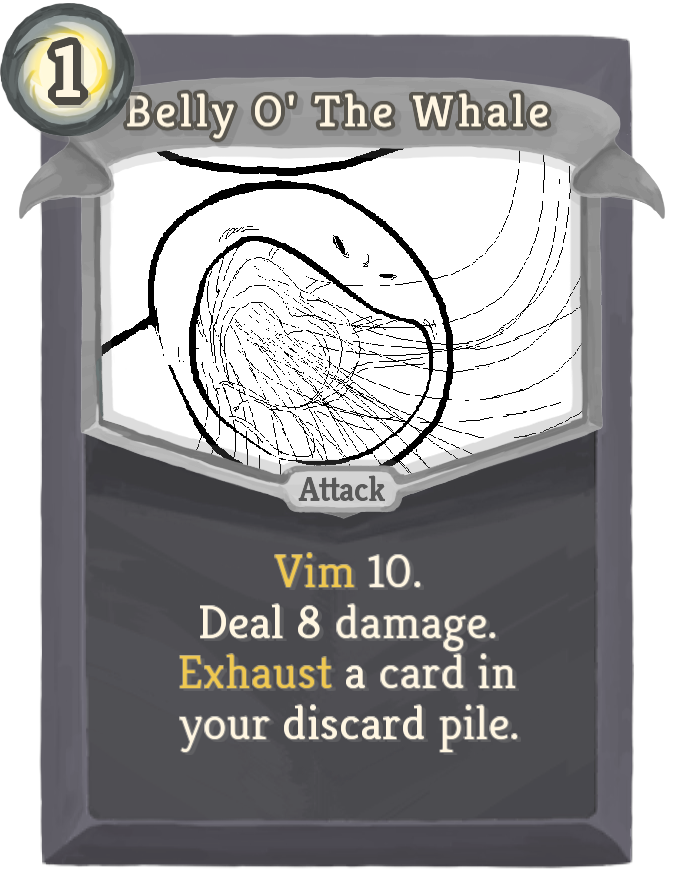 1
Belly O' The Whale
Attack
Vim 10.
Deal 8 damage.
Exhaust a card in
your discard pile.